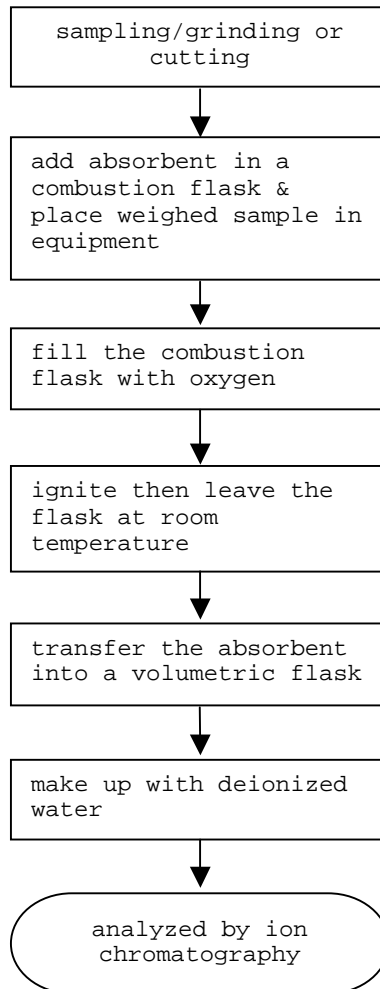 sampling/grinding or
cutting
add absorbent in a
combustion flask &
place weighed sample in
equipment
fill the combustion
flask with oxygen
ignite then leave the
flask at room
temperature
transfer the absorbent
into a volumetric flask
make up with deionized
water
analyzed by ion
chromatography